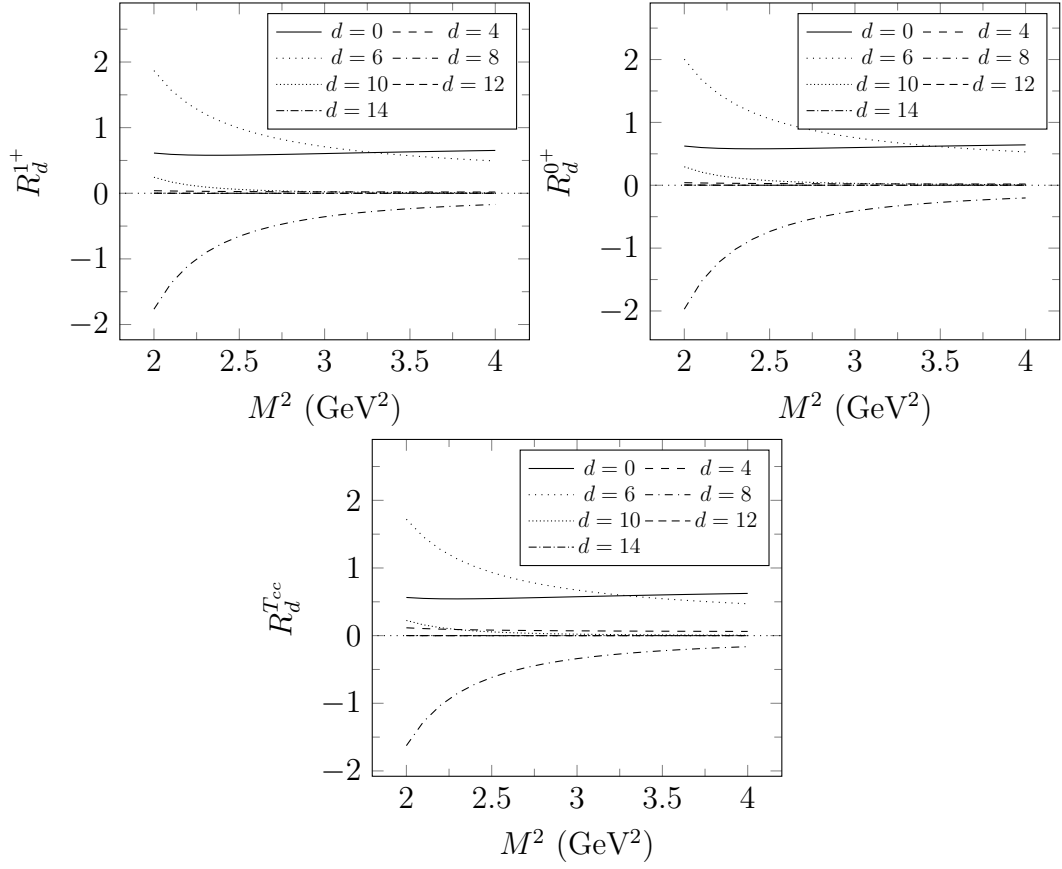 d = 0 d = 4
d = 6 d = 8
d = 10 d = 12
d = 14
2
1
0
−1
−2
R_d^{1^+}
2 2.5 3 3.5 4
M^2 (GeV^2)
d = 0 d = 4
d = 6 d = 8
d = 10 d = 12
d = 14
2
1
0
−1
−2
R_d^{0^+}
2 2.5 3 3.5 4
M^2 (GeV^2)
d = 0 d = 4
d = 6 d = 8
d = 10 d = 12
d = 14
2
1
0
−1
−2
R_d^{T_{cc}}
2 2.5 3 3.5 4
M^2 (GeV^2)